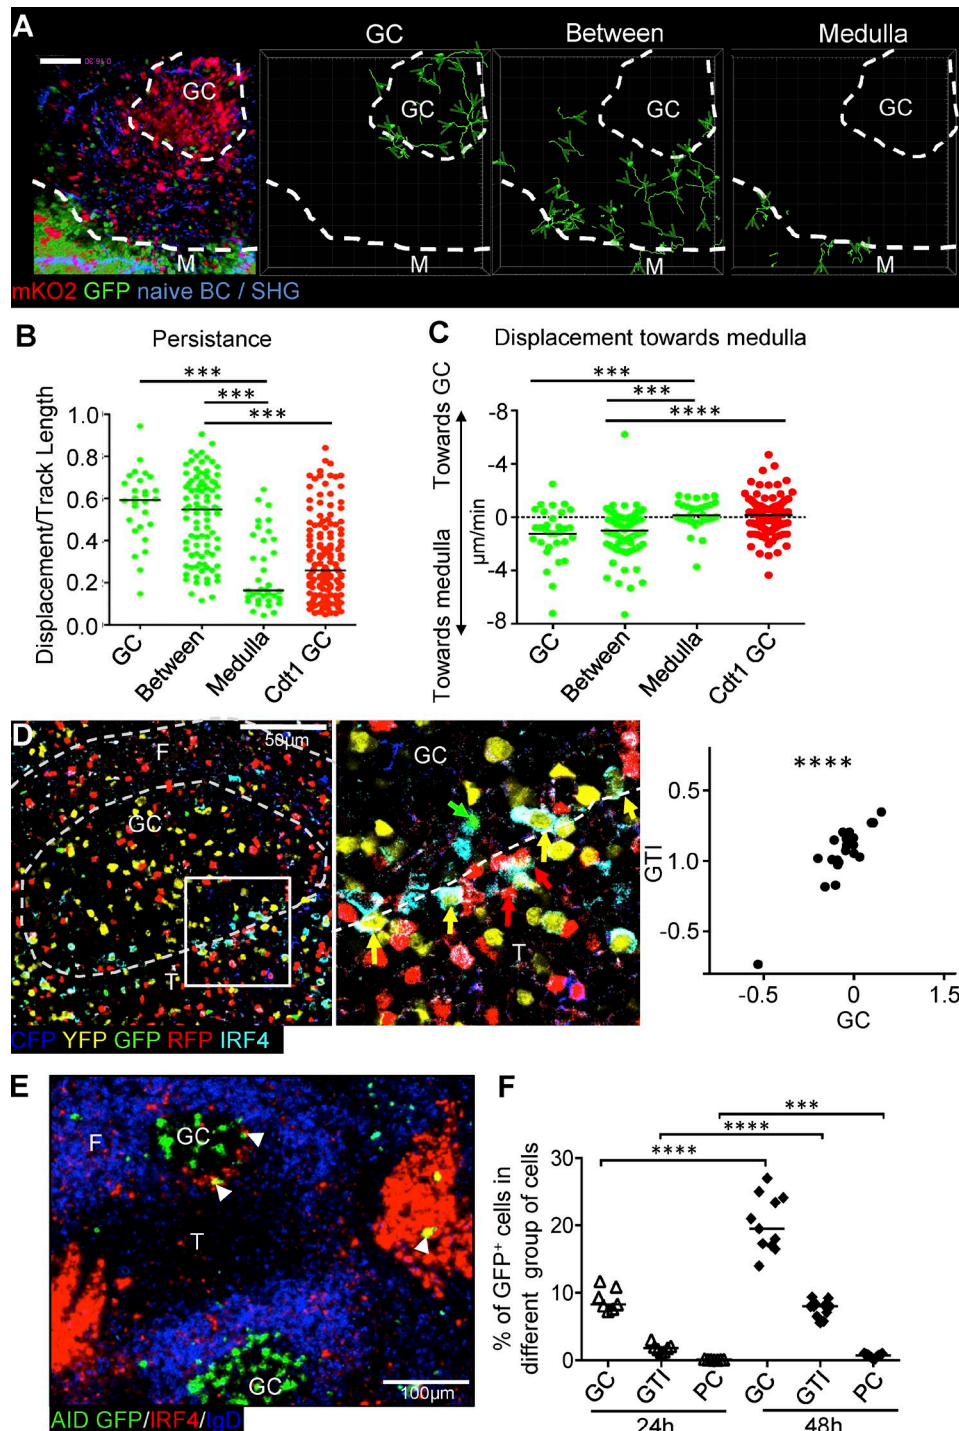 A
GC
Between
Medulla
GC
GC
GC
GC
M
M
M
M
mKO2 GFP naive BC / SHG
B
Persistance
***
***
***
Displacement/Track Length
1.0
0.8
0.6
0.4
0.2
0.0
GC
Between
Medulla
Cdt1 GC
C
Displacement towards medulla
***
***
****
Towards GC
Towards medulla
µm/min
-8
-4
0
-4
-8
GC
Between
Medulla
Cdt1 GC
D
50µm
F
GC
T
CFP YFP GFP RFP IRF4
GC
T
****
GTI
0.5
1.0
-0.5
-0.5
0
1.5
GC
E
F
GC
T
GC
100µm
AID GFP/IRF4/IgD
F
***
****
****
% of GFP+ cells in
different group of cells
30
20
10
0
GC
GTI
PC
GC
GTI
PC
24h
48h